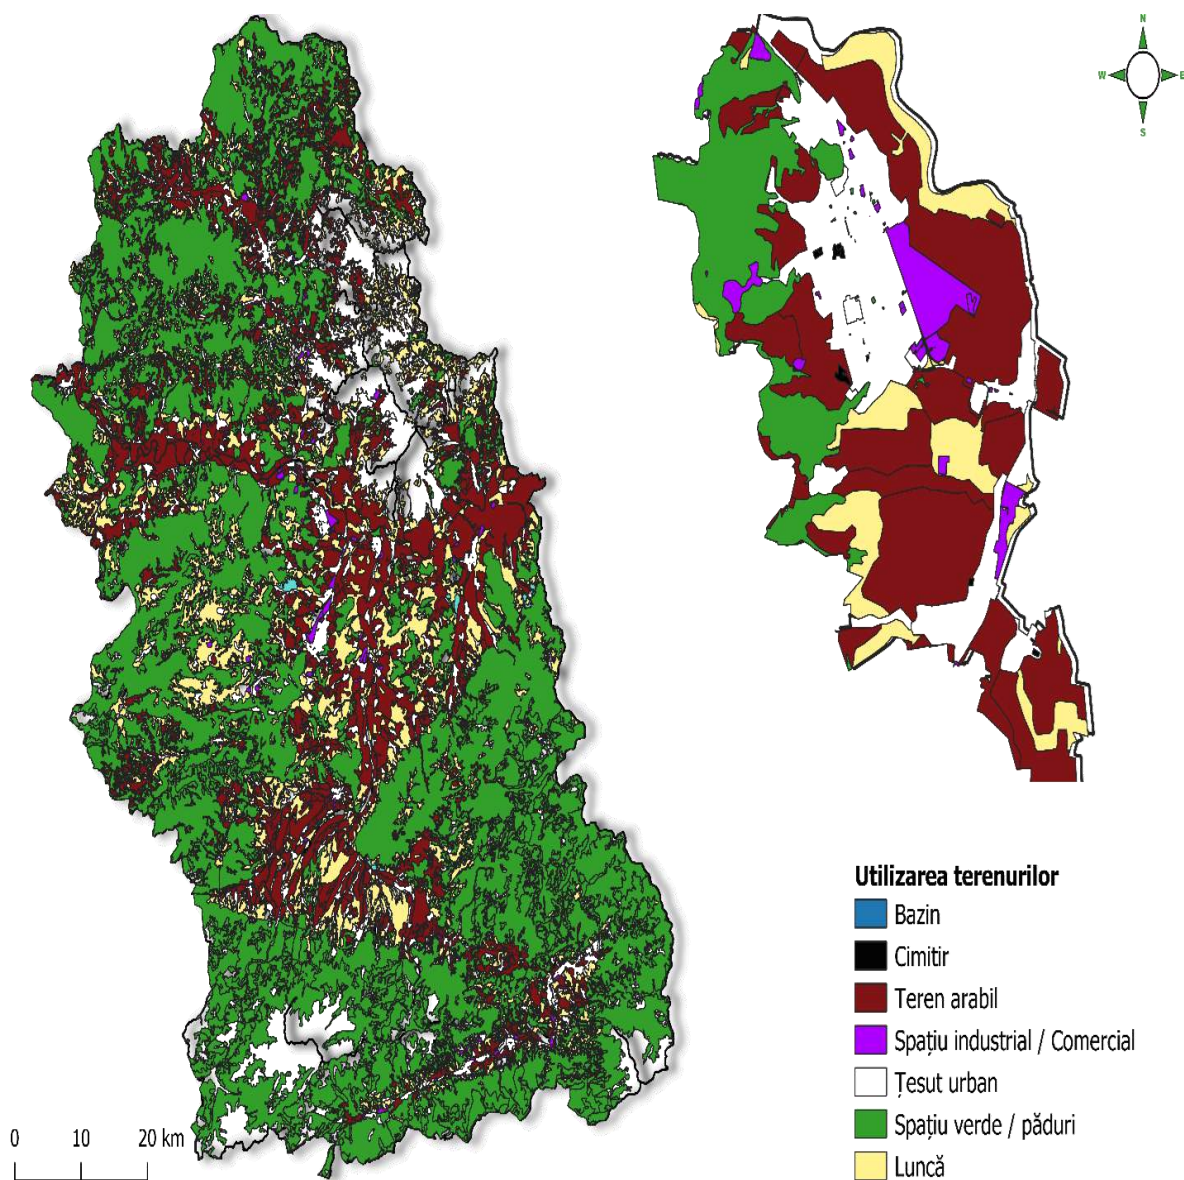 N
W E
S
Utilizarea terenurilor
Bazin
Cimitir
Teren arabil
Spațiu industrial / Comercial
Țesut urban
Spațiu verde / păduri
Luncă
0 10 20 km